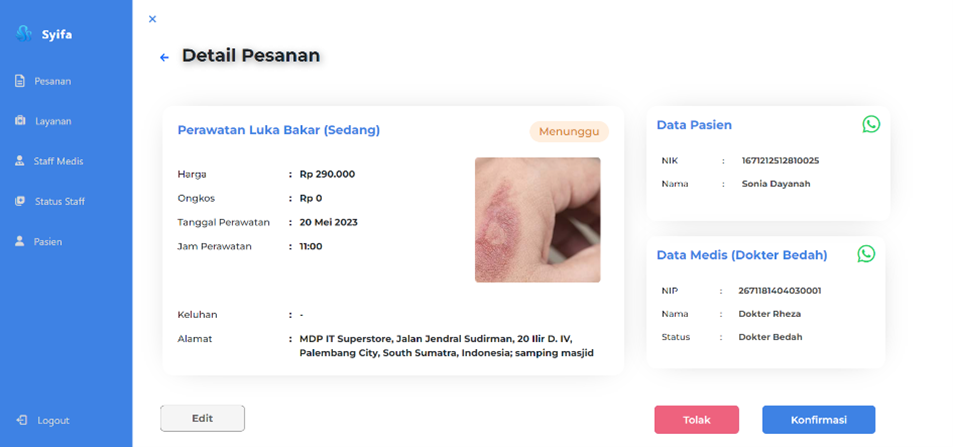 Syifa
Pesanan
Layanan
Staff Medis
Status Staff
Pasien
Logout
Detail Pesanan
Perawatan Luka Bakar (Sedang)
Menunggu
Harga : Rp 290.000
Ongkos : Rp 0
Tanggal Perawatan : 20 Mei 2023
Jam Perawatan : 11:00
Keluhan : -
Alamat : MDP IT Superstore, Jalan Jendral Sudirman, 20 Ilir D. IV,
Palembang City, South Sumatra, Indonesia; samping masjid
Data Pasien
NIK : 1671212512810025
Nama : Sonia Dayanah
Data Medis (Dokter Bedah)
NIP : 2671181404030001
Nama : Dokter Rheza
Status : Dokter Bedah
Edit
Tolak
Konfirmasi